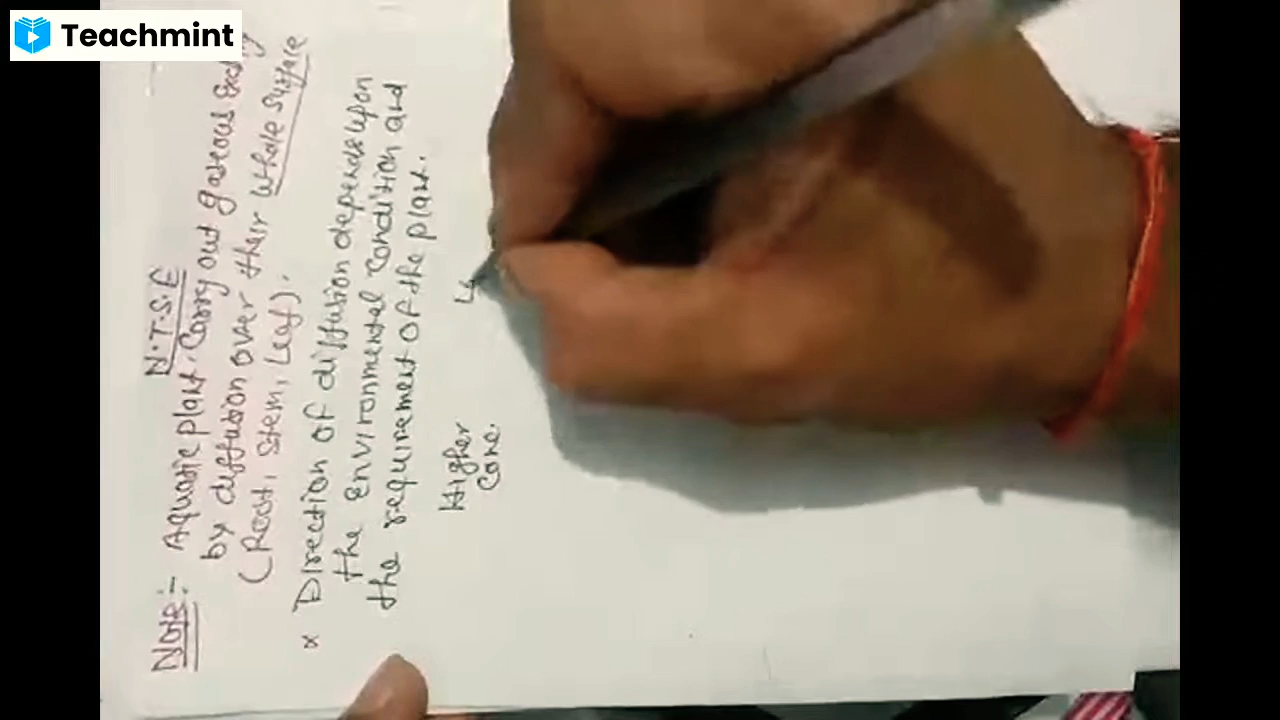 Teachmint
N.T.S.E
Note:- Aquatic plant. Carry out gaseous
by diffusion over their whole surface
(Root, stem, Leaf).
× Direction of diffusion depends upon
the environmental condition and
the requirement of the plant.
Higher
Conc.